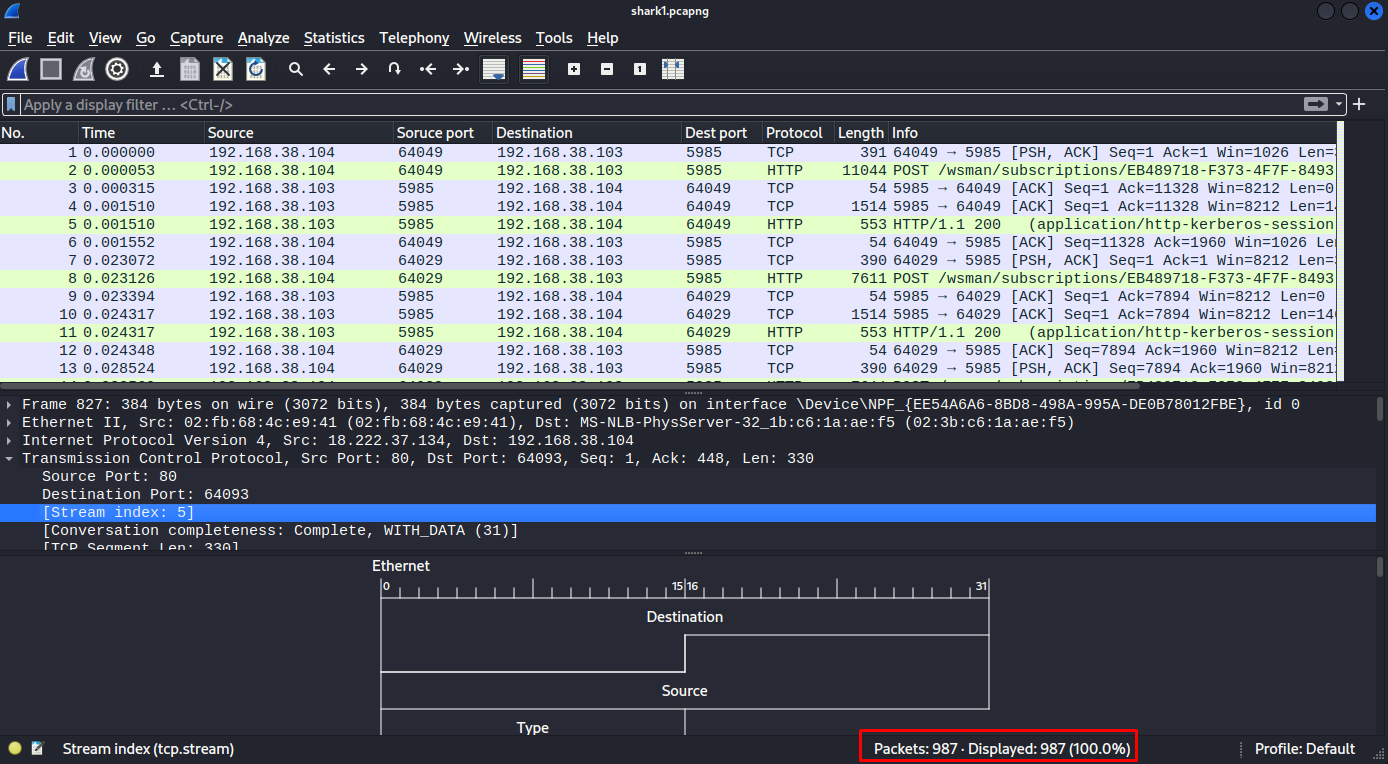 shark1.pcapng
File Edit View Go Capture Analyze Statistics Telephony Wireless Tools Help
Apply a display filter … <Ctrl-/>
No. Time Source Soruce port Destination Dest port Protocol Length Info
1 0.000000 192.168.38.104 64049 192.168.38.103 5985 TCP 391 64049 → 5985 [PSH, ACK] Seq=1 Ack=1 Win=1026 Len=
2 0.000053 192.168.38.104 64049 192.168.38.103 5985 HTTP 11044 POST /wsman/subscriptions/EB489718-F373-4F7F-8493
3 0.000315 192.168.38.103 5985 192.168.38.104 64049 TCP 54 5985 → 64049 [ACK] Seq=1 Ack=11328 Win=8212 Len=0
4 0.001510 192.168.38.103 5985 192.168.38.104 64049 TCP 1514 5985 → 64049 [ACK] Seq=1 Ack=11328 Win=8212 Len=14
5 0.001510 192.168.38.103 5985 192.168.38.104 64049 HTTP 553 HTTP/1.1 200 (application/http-kerberos-session
6 0.001552 192.168.38.104 64049 192.168.38.103 5985 TCP 54 64049 → 5985 [ACK] Seq=11328 Ack=1960 Win=1026 Le
7 0.023072 192.168.38.104 64029 192.168.38.103 5985 TCP 390 64029 → 5985 [PSH, ACK] Seq=1 Ack=1 Win=8212 Len=
8 0.023126 192.168.38.104 64029 192.168.38.103 5985 HTTP 7611 POST /wsman/subscriptions/EB489718-F373-4F7F-8493
9 0.023394 192.168.38.103 5985 192.168.38.104 64029 TCP 54 5985 → 64029 [ACK] Seq=1 Ack=7894 Win=8212 Len=0
10 0.024317 192.168.38.103 5985 192.168.38.104 64029 TCP 1514 5985 → 64029 [ACK] Seq=1 Ack=7894 Win=8212 Len=146
11 0.024317 192.168.38.103 5985 192.168.38.104 64029 HTTP 553 HTTP/1.1 200 (application/http-kerberos-session
12 0.024348 192.168.38.104 64029 192.168.38.103 5985 TCP 54 64029 → 5985 [ACK] Seq=7894 Ack=1960 Win=8212 Len
13 0.028524 192.168.38.104 64029 192.168.38.103 5985 TCP 390 64029 → 5985 [PSH, ACK] Seq=7894 Ack=1960 Win=821
Frame 827: 384 bytes on wire (3072 bits), 384 bytes captured (3072 bits) on interface \Device\NPF_{EE54A6A6-8BD8-498A-995A-DE0B78012FBE}, id 0
Ethernet II, Src: 02:fb:68:4c:e9:41 (02:fb:68:4c:e9:41), Dst: MS-NLB-PhysServer-32_1b:c6:1a:ae:f5 (02:3b:c6:1a:ae:f5)
Internet Protocol Version 4, Src: 18.222.37.134, Dst: 192.168.38.104
Transmission Control Protocol, Src Port: 80, Dst Port: 64093, Seq: 1, Ack: 448, Len: 330
Source Port: 80
Destination Port: 64093
[Stream index: 5]
[Conversation completeness: Complete, WITH_DATA (31)]
[TCP Segment Len: 330]
Ethernet
0 15 16 31
Destination
Source
Type
Stream index (tcp.stream) Packets: 987 · Displayed: 987 (100.0%) Profile: Default